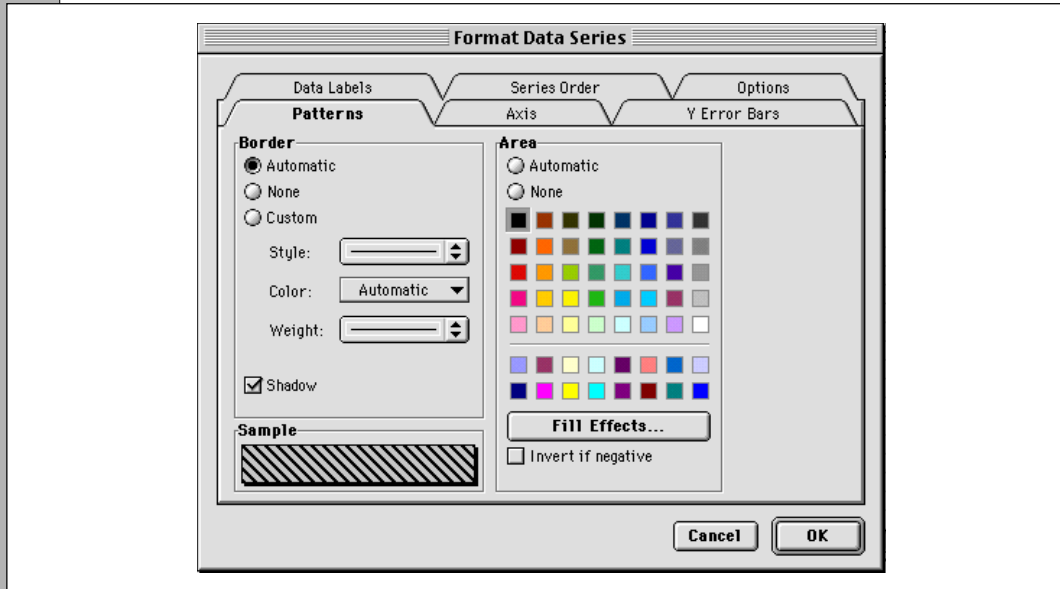 Format Data Series
Data Labels Series Order Options
Patterns Axis Y Error Bars
Border
Automatic
None
Custom
Style:
Color: Automatic
Weight:
Shadow
Sample
Area
Automatic
None
Fill Effects...
Invert if negative
Cancel OK